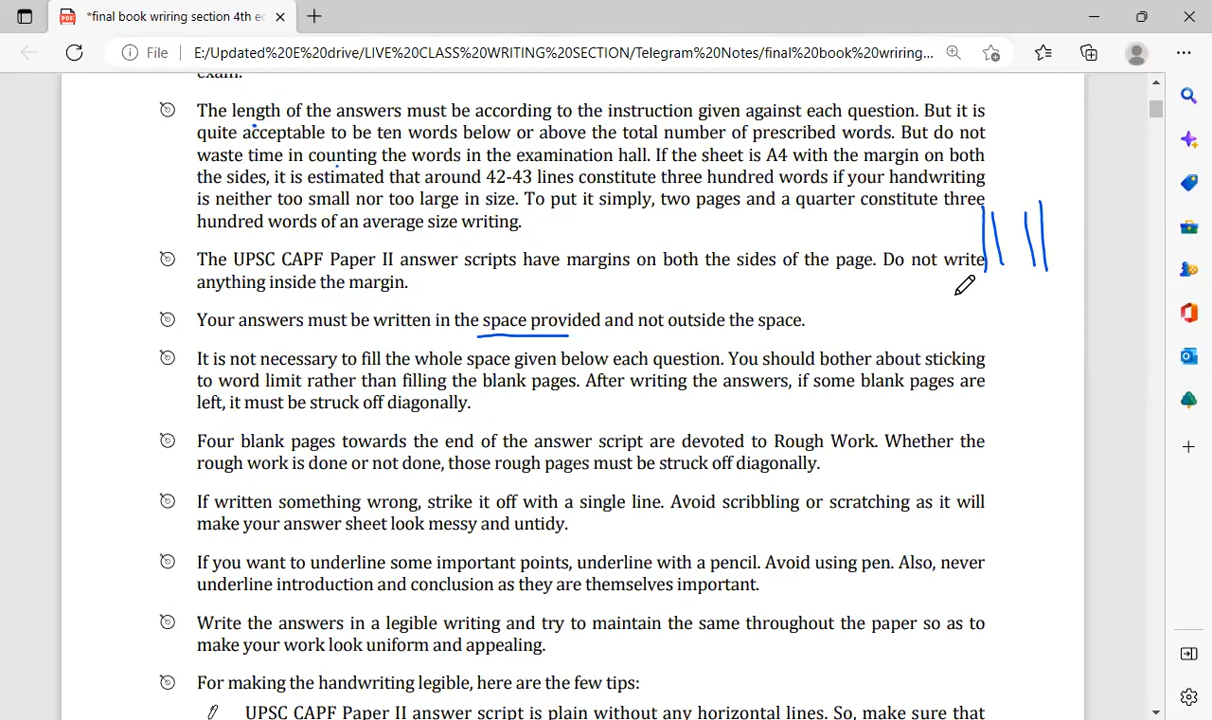 *final book wriring section 4th ec
File
E:/Updated%20E%20drive/LIVE%20CLASS%20WRITING%20SECTION/Telegram%20Notes/final%20book%20wriring...
exam.
The length of the answers must be according to the instruction given against each question. But it is
quite acceptable to be ten words below or above the total number of prescribed words. But do not
waste time in counting the words in the examination hall. If the sheet is A4 with the margin on both
the sides, it is estimated that around 42-43 lines constitute three hundred words if your handwriting
is neither too small nor too large in size. To put it simply, two pages and a quarter constitute three
hundred words of an average size writing.
The UPSC CAPF Paper II answer scripts have margins on both the sides of the page. Do not write
anything inside the margin.
Your answers must be written in the space provided and not outside the space.
It is not necessary to fill the whole space given below each question. You should bother about sticking
to word limit rather than filling the blank pages. After writing the answers, if some blank pages are
left, it must be struck off diagonally.
Four blank pages towards the end of the answer script are devoted to Rough Work. Whether the
rough work is done or not done, those rough pages must be struck off diagonally.
If written something wrong, strike it off with a single line. Avoid scribbling or scratching as it will
make your answer sheet look messy and untidy.
If you want to underline some important points, underline with a pencil. Avoid using pen. Also, never
underline introduction and conclusion as they are themselves important.
Write the answers in a legible writing and try to maintain the same throughout the paper so as to
make your work look uniform and appealing.
For making the handwriting legible, here are the few tips:
UPSC CAPF Paper II answer script is plain without any horizontal lines. So, make sure that